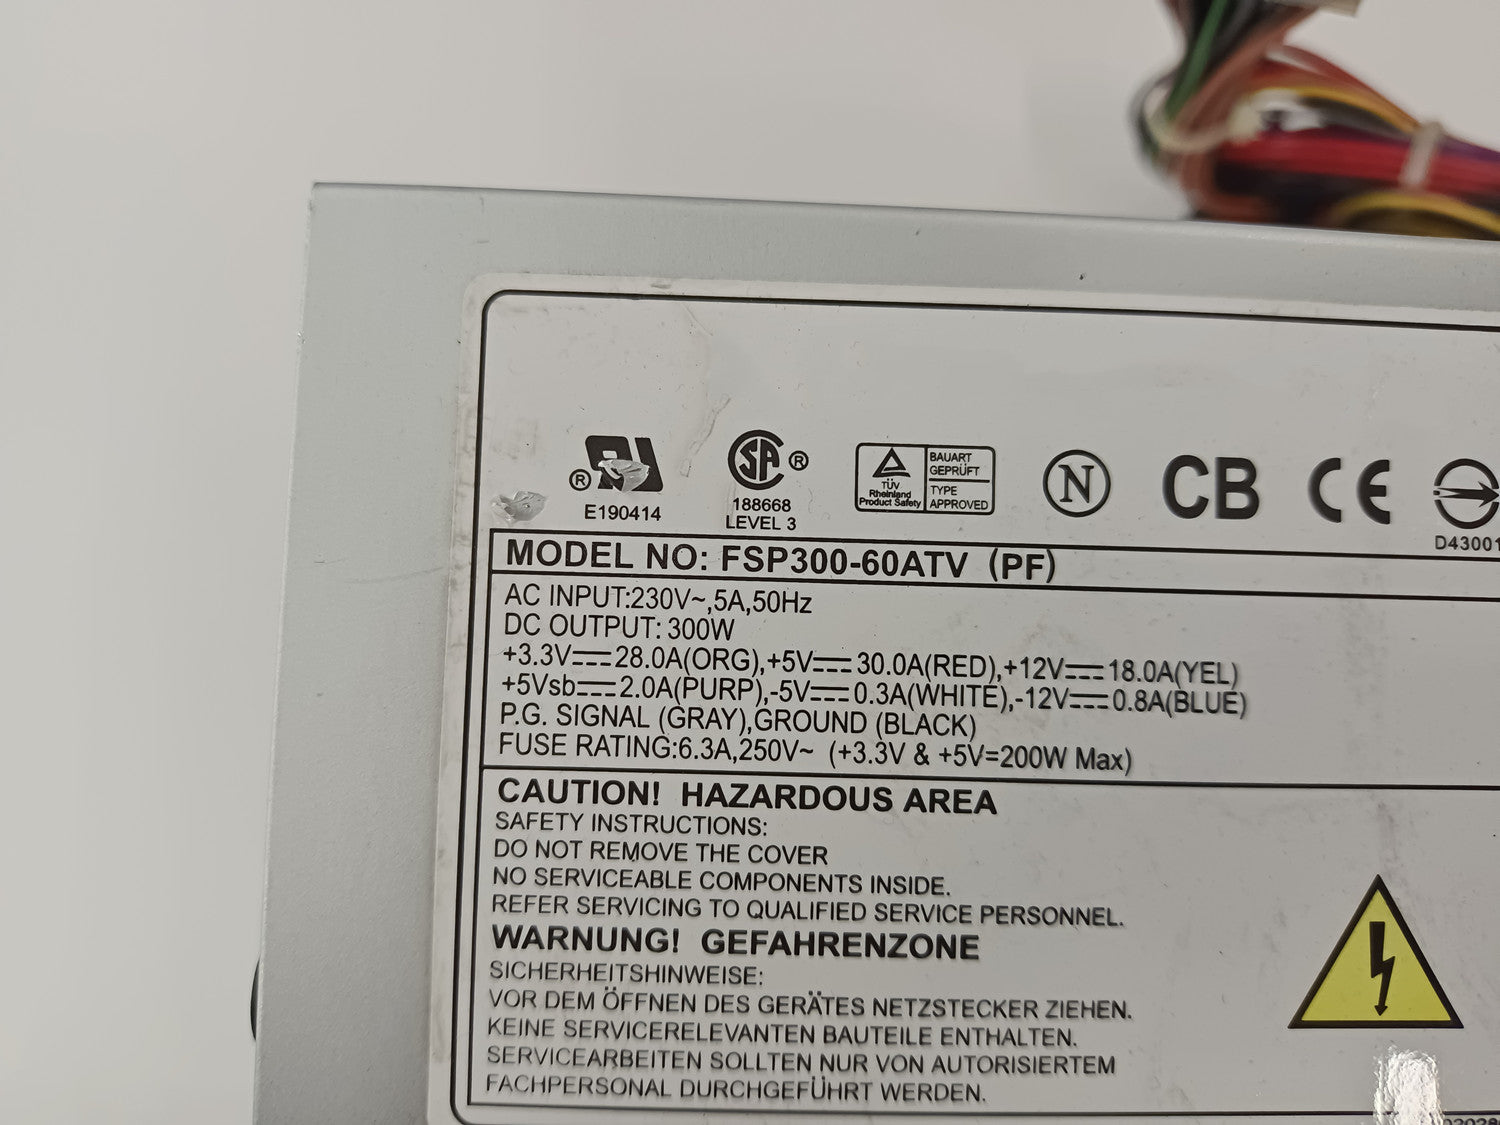 ® UL
E190414
SA ®
188668
LEVEL 3
TÜV
Rheinland
Product Safety
BAUART
GEPRÜFT
TYPE
APPROVED
N
CB
CE
D43001
MODEL NO: FSP300-60ATV (PF)
AC INPUT:230V~,5A,50Hz
DC OUTPUT: 300W
+3.3V⎓28.0A(ORG),+5V⎓30.0A(RED),+12V⎓18.0A(YEL)
+5Vsb⎓2.0A(PURP),-5V⎓0.3A(WHITE),-12V⎓0.8A(BLUE)
P.G. SIGNAL (GRAY),GROUND (BLACK)
FUSE RATING:6.3A,250V~ (+3.3V & +5V=200W Max)
CAUTION! HAZARDOUS AREA
SAFETY INSTRUCTIONS:
DO NOT REMOVE THE COVER
NO SERVICEABLE COMPONENTS INSIDE.
REFER SERVICING TO QUALIFIED SERVICE PERSONNEL.
WARNUNG! GEFAHRENZONE
SICHERHEITSHINWEISE:
VOR DEM ÖFFNEN DES GERÄTES NETZSTECKER ZIEHEN.
KEINE SERVICERELEVANTEN BAUTEILE ENTHALTEN.
SERVICEARBEITEN SOLLTEN NUR VON AUTORISIERTEM
FACHPERSONAL DURCHGEFÜHRT WERDEN.